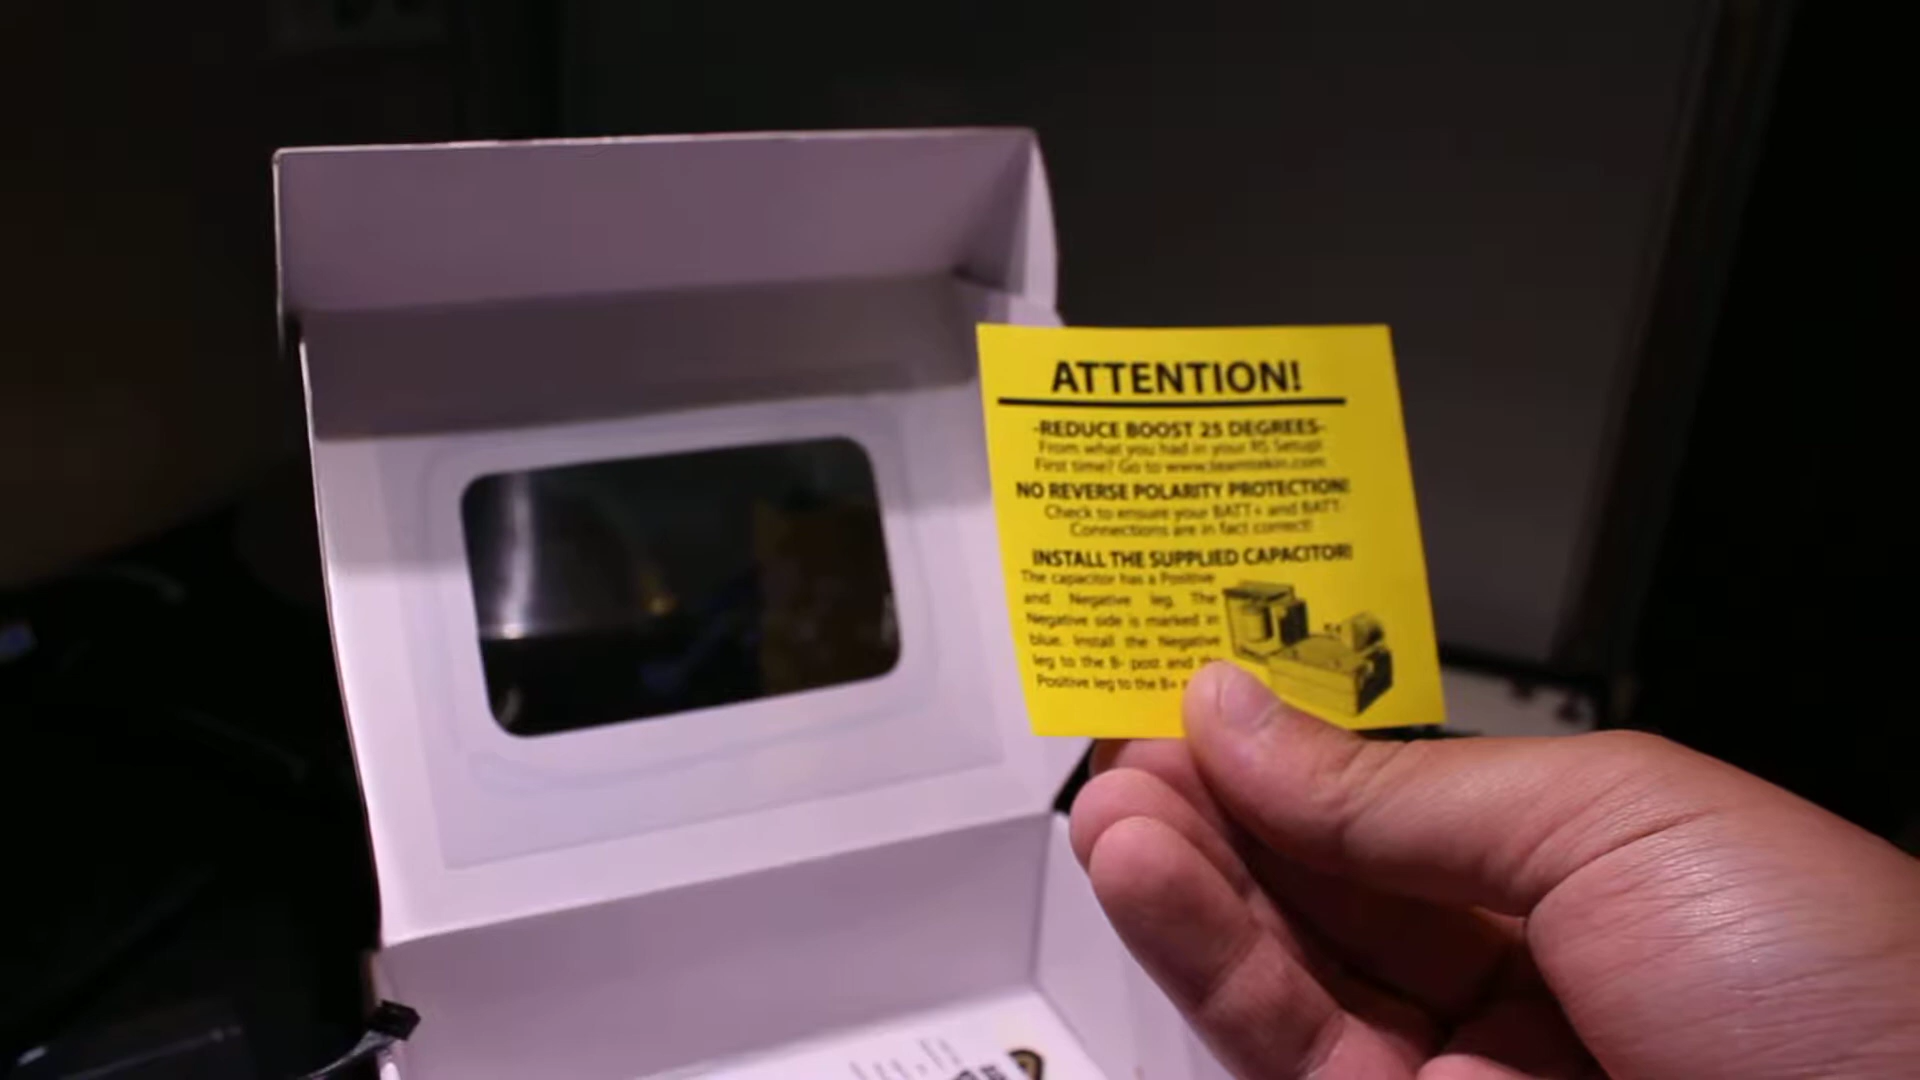 ATTENTION!
-REDUCE BOOST 25 DEGREES-
From what you had in your RS Setup!
First time? Go to www.teamtekin.com
NO REVERSE POLARITY PROTECTION!
Check to ensure your BATT+ and BATT-
Connections are in fact correct!
INSTALL THE SUPPLIED CAPACITOR!
The capacitor has a Positive
and Negative leg. The
Negative side is marked in
blue. Install the Negative
leg to the B- post and
Positive leg to the B+